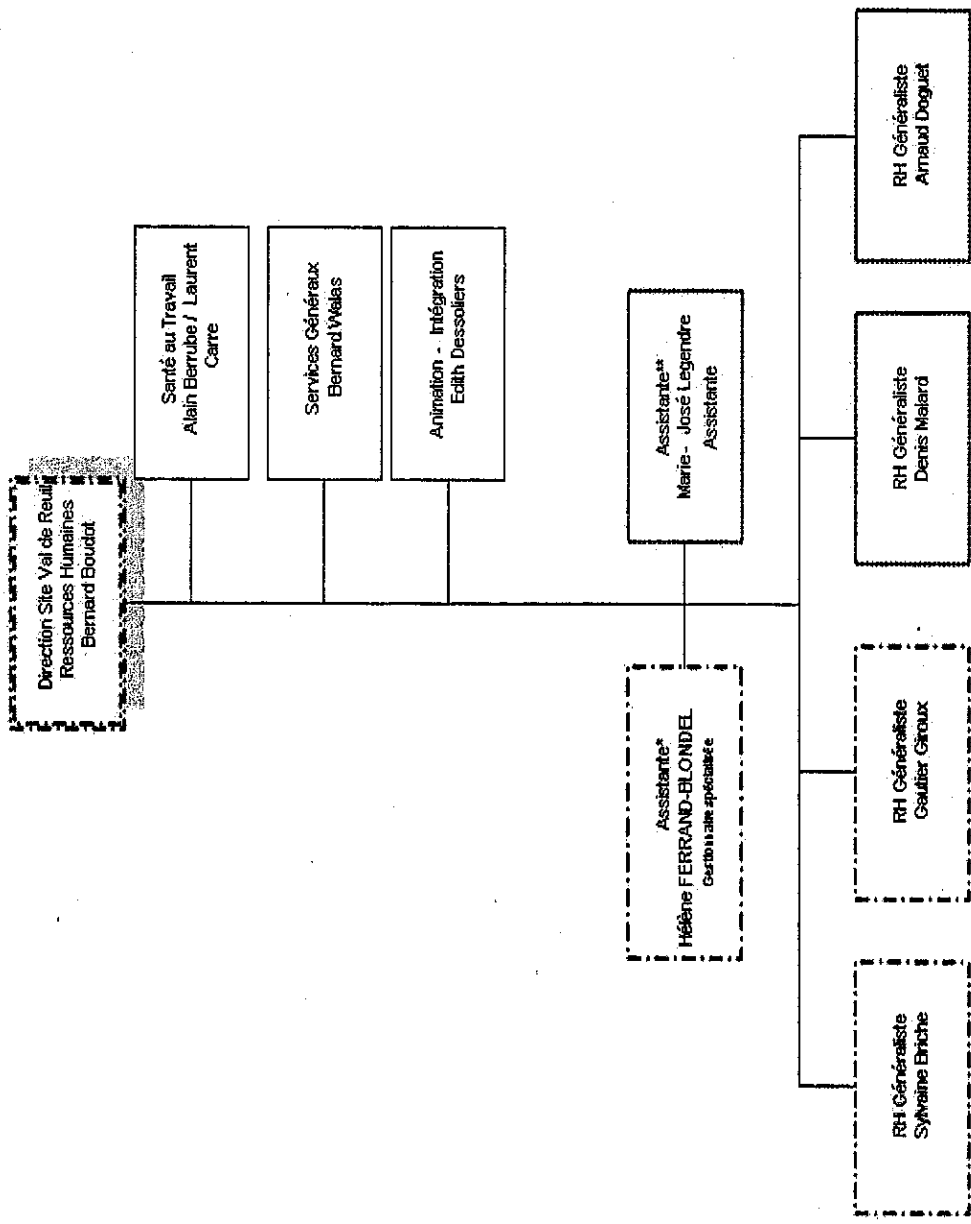 Direction Site Val de Reuil
Ressources Humaines
Bernard Boudot
Santé au Travail
Alain Berrube / Laurent
Carre
Services Généraux
Bernard Walas
Animation - Intégration
Edith Dessoliers
Assistante*
Hélène FERRAND-BLONDEL
Gestionnaire spécialisée
Assistante**
Marie- José Legendre
Assistante
RH Généraliste
Sylvaine Briche
RH Généraliste
Gautier Giroux
RH Généraliste
Denis Malard
RH Généraliste
Arnaud Doguet